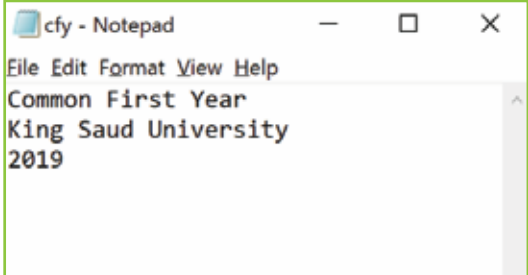 cfy - Notepad
File Edit Format View Help
Common First Year
King Saud University
2019